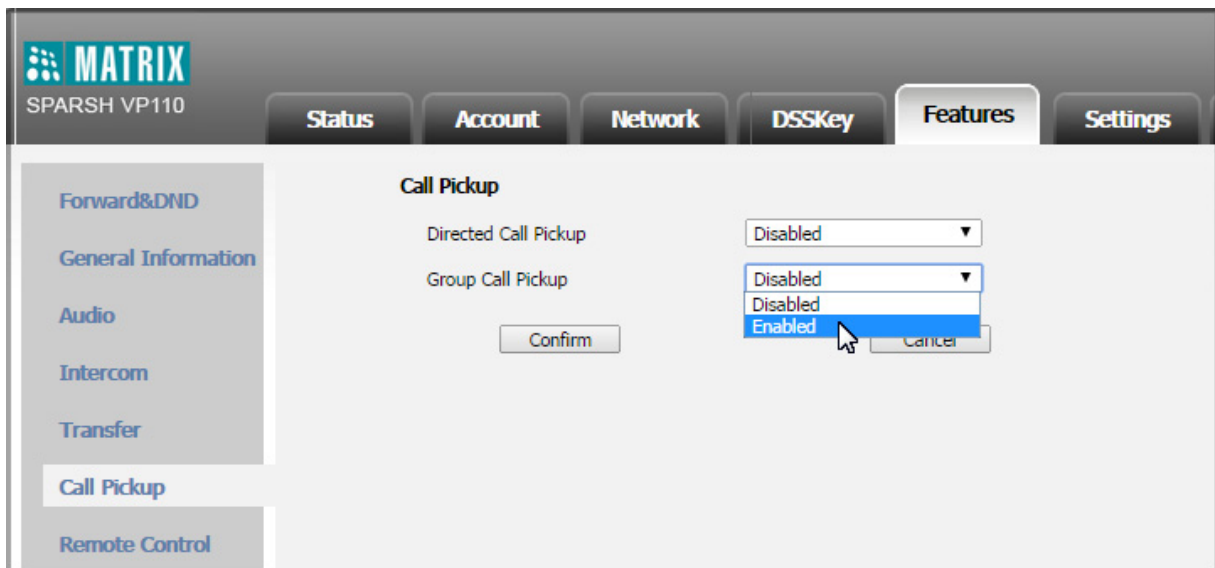 MATRIX
SPARSH VP110
Status Account Network DSSKey Features Settings
Forward&DND
General Information
Audio
Intercom
Transfer
Call Pickup
Remote Control
Call Pickup
Directed Call Pickup Disabled
Group Call Pickup Disabled
Disabled
Enabled
Confirm Cancel